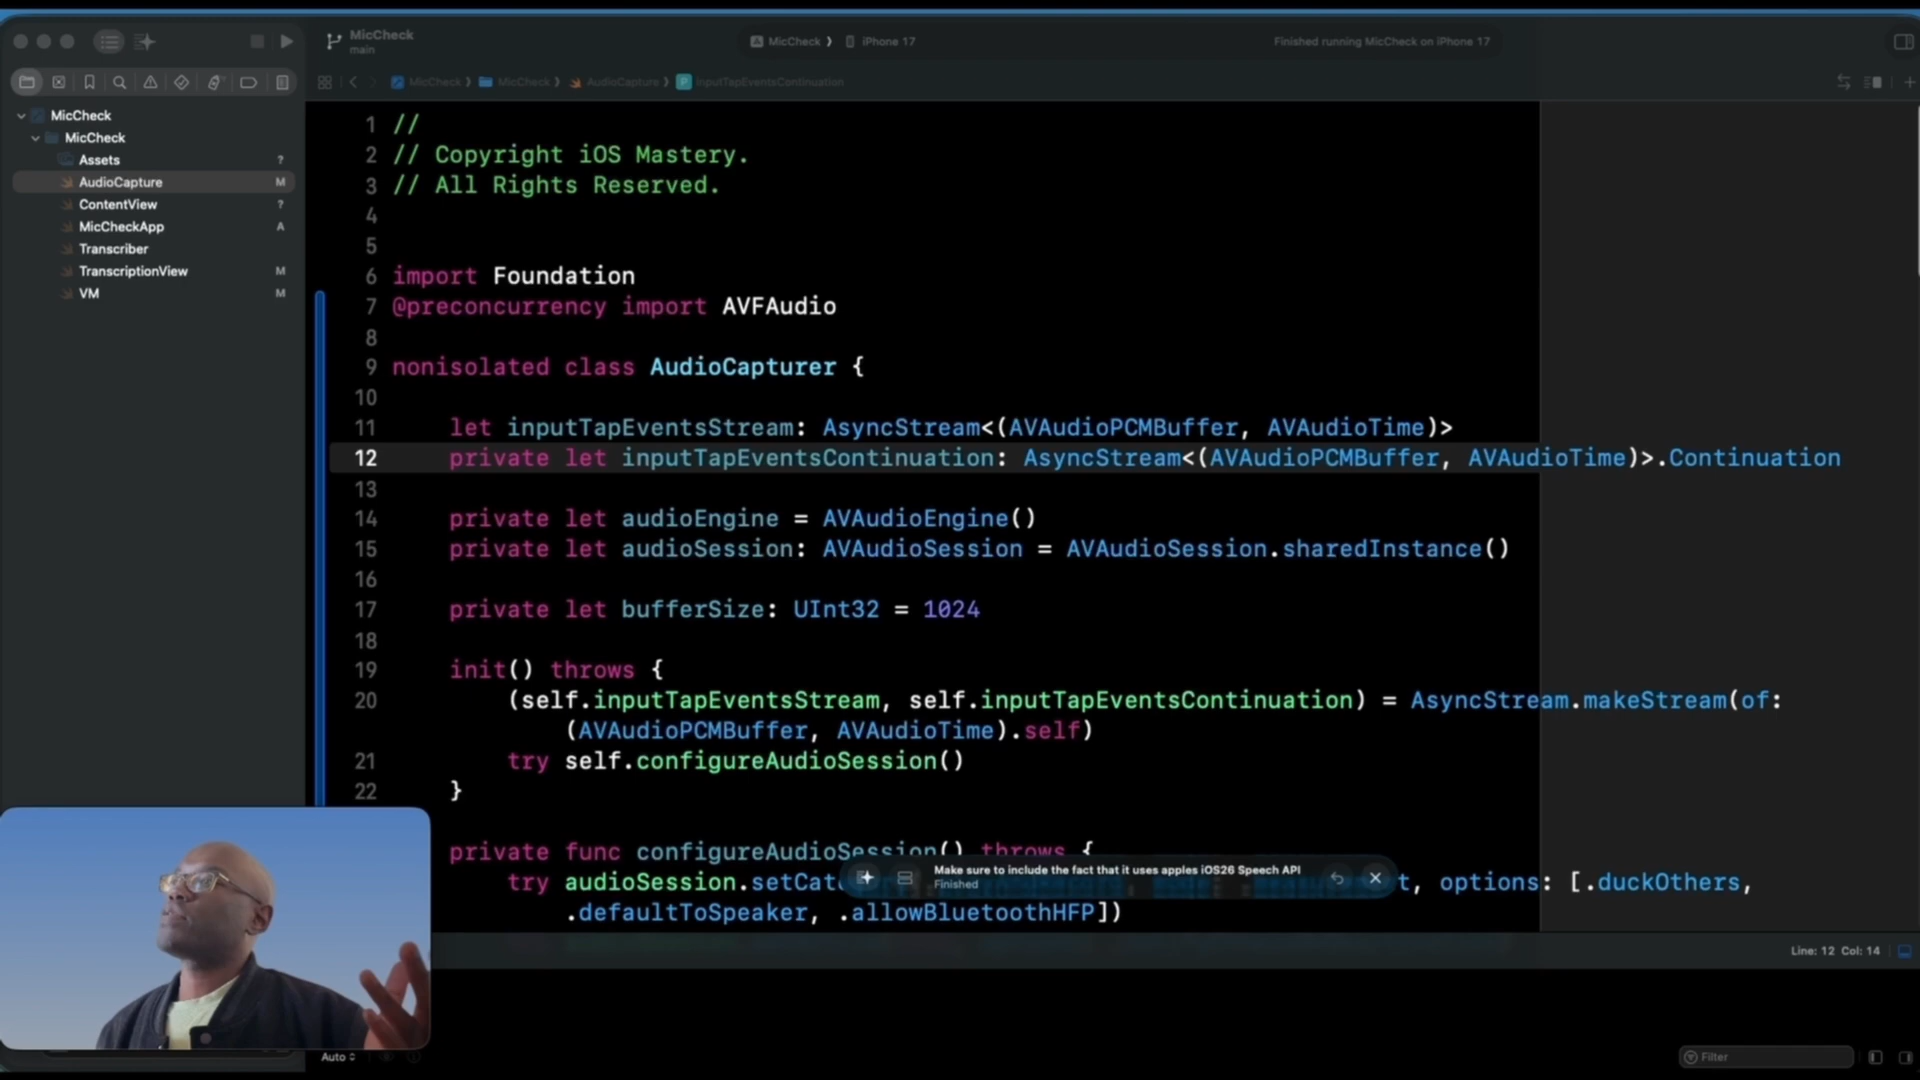 MicCheck
main
MicCheck ❯ iPhone 17
Finished running MicCheck on iPhone 17
MicCheck ❯ MicCheck ❯ AudioCapture ❯ inputTapEventsContinuation
MicCheck
MicCheck
Assets ?
AudioCapture M
ContentView ?
MicCheckApp A
Transcriber
TranscriptionView M
VM M
1 //
2 // Copyright iOS Mastery.
3 // All Rights Reserved.
4
5
6 import Foundation
7 @preconcurrency import AVFAudio
8
9 nonisolated class AudioCapturer {
10
11 let inputTapEventsStream: AsyncStream<(AVAudioPCMBuffer, AVAudioTime)>
12 private let inputTapEventsContinuation: AsyncStream<(AVAudioPCMBuffer, AVAudioTime)>.Continuation
13
14 private let audioEngine = AVAudioEngine()
15 private let audioSession: AVAudioSession = AVAudioSession.sharedInstance()
16
17 private let bufferSize: UInt32 = 1024
18
19 init() throws {
20 (self.inputTapEventsStream, self.inputTapEventsContinuation) = AsyncStream.makeStream(of:
(AVAudioPCMBuffer, AVAudioTime).self)
21 try self.configureAudioSession()
22 }
private func configureAudioSession() throws {
try audioSession.setCat
t, options: [.duckOthers,
.defaultToSpeaker, .allowBluetoothHFP])
Make sure to include the fact that it uses apples iOS26 Speech API
Finished
Line: 12 Col: 14
Auto
Filter